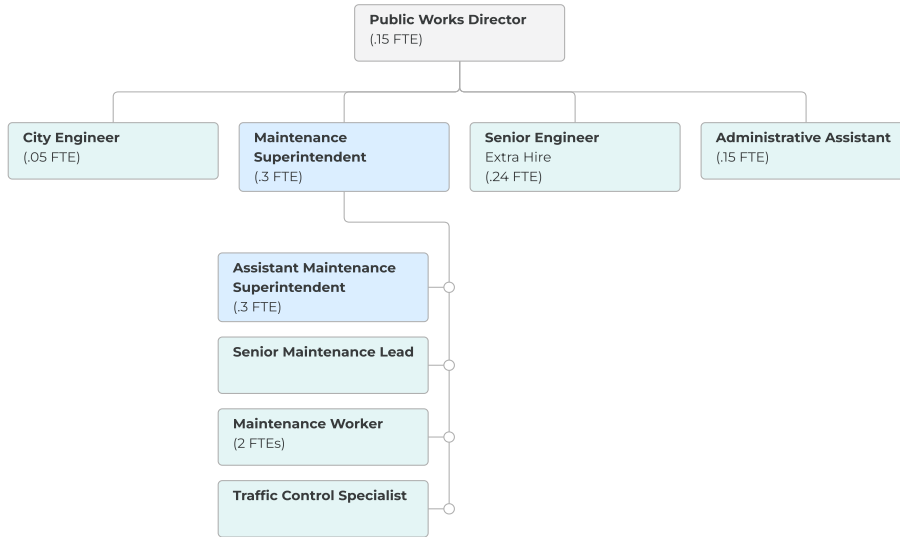 Public Works Director
(.15 FTE)
City Engineer
(.05 FTE)
Maintenance
Superintendent
(.3 FTE)
Senior Engineer
Extra Hire
(.24 FTE)
Administrative Assistant
(.15 FTE)
Assistant Maintenance
Superintendent
(.3 FTE)
Senior Maintenance Lead
Maintenance Worker
(2 FTEs)
Traffic Control Specialist